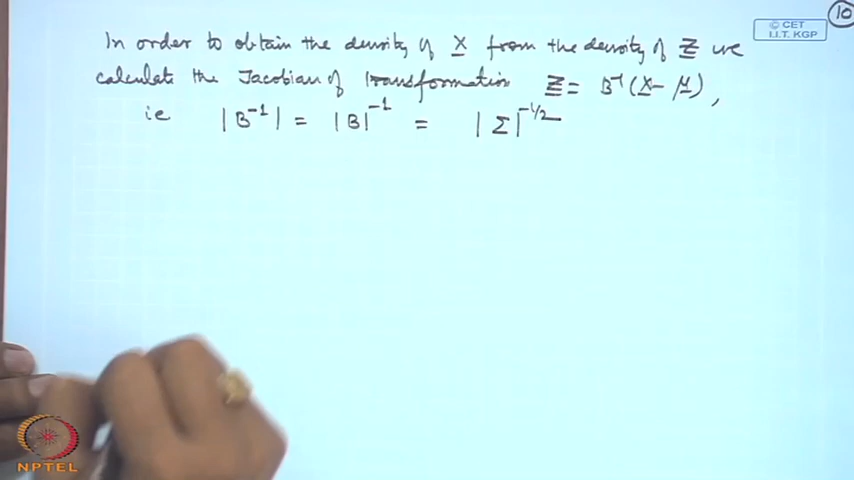 10
© CET
I.I.T. KGP
In order to obtain the density of X from the density of Z we
calculate the Jacobian of transformation Z = B⁻¹(X − μ),
ie |B⁻¹| = |B|⁻¹ = |Σ|⁻¹/²
NPTEL